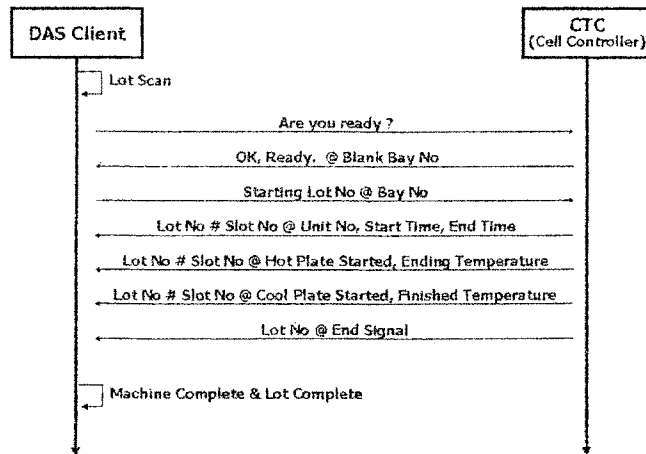 DAS Client
CTC
(Cell Controller)
Lot Scan
Are you ready ?
OK, Ready. @ Blank Bay No
Starting Lot No @ Bay No
Lot No # Slot No @ Unit No, Start Time, End Time
Lot No # Slot No @ Hot Plate Started, Ending Temperature
Lot No # Slot No @ Cool Plate Started, Finished Temperature
Lot No @ End Signal
Machine Complete & Lot Complete